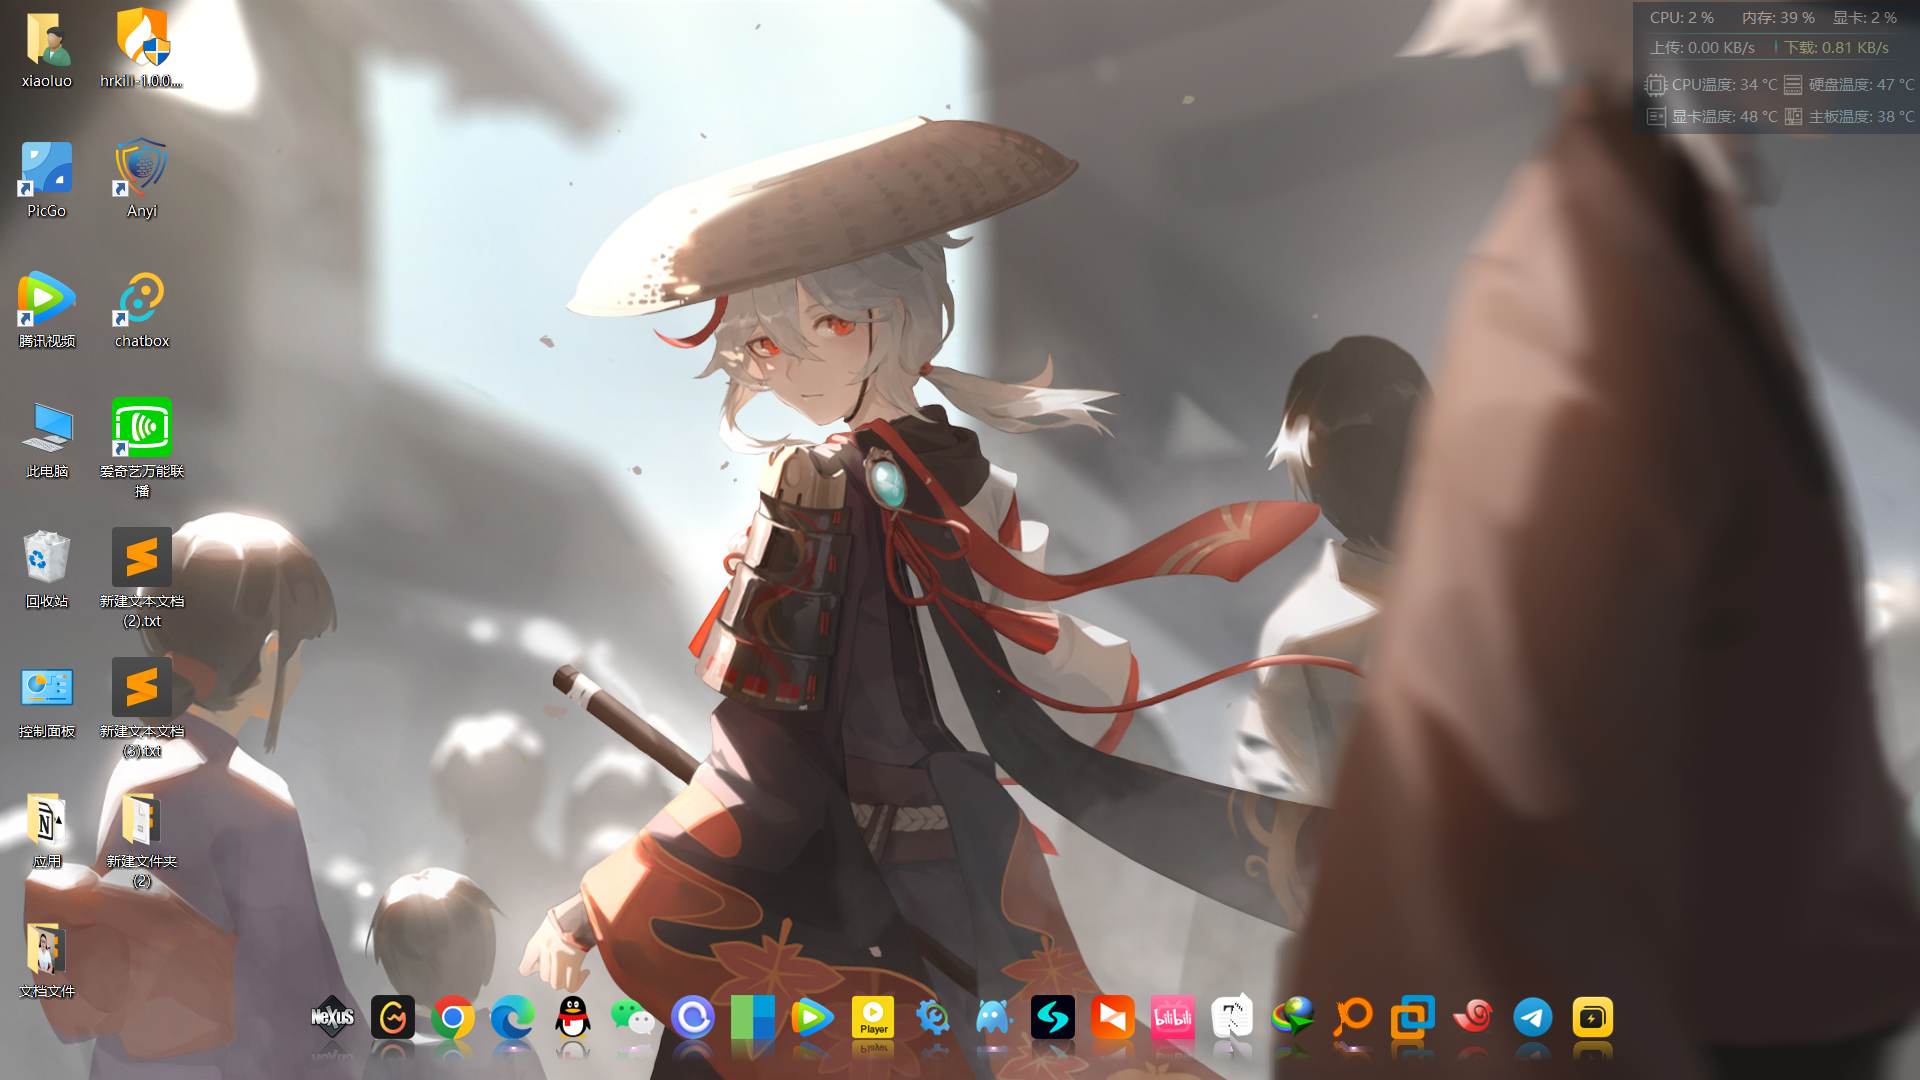 CPU: 2 % 内存: 39 % 显卡: 2 %
上传: 0.00 KB/s 下载: 0.81 KB/s
CPU温度: 34 °C 硬盘温度: 47 °C
显卡温度: 48 °C 主板温度: 38 °C
xiaoluo
hrkill-1.0.0....
PicGo
Anyi
腾讯视频
chatbox
此电脑
爱奇艺万能联
播
回收站
新建文本文档
(2).txt
控制面板
新建文本文档
(3).txt
应用
新建文件夹
(2)
文档文件
NeXuS
Player
bilibili